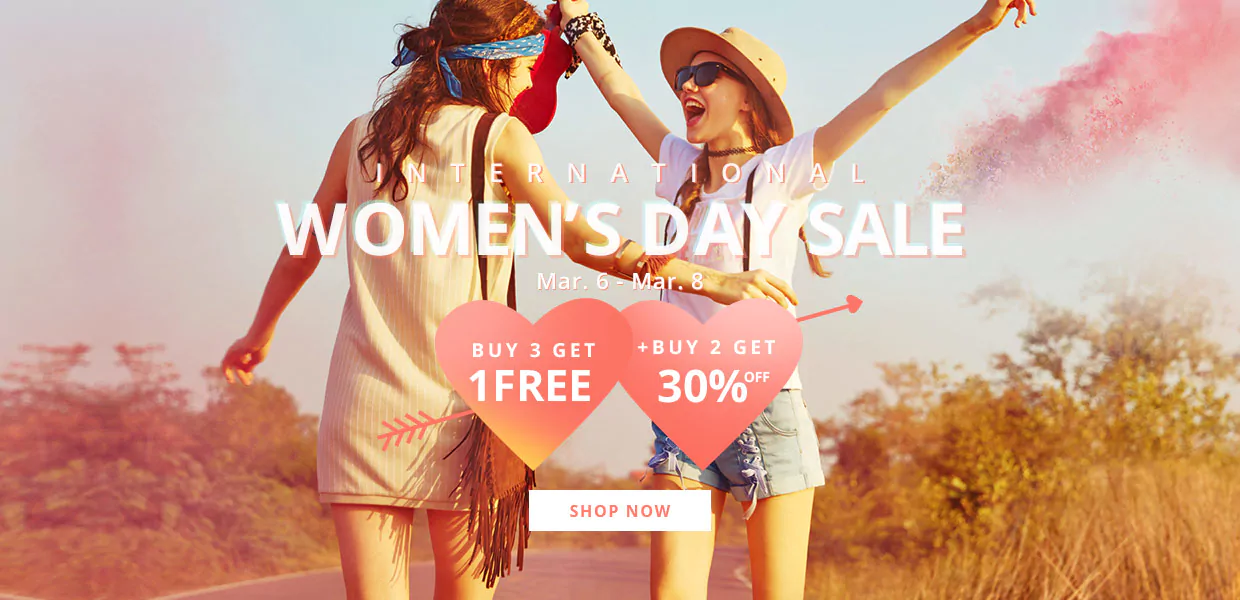 INTERNATIONAL
WOMEN'S DAY SALE
Mar. 6 - Mar. 8
BUY 3 GET
1FREE
+BUY 2 GET
30%OFF
SHOP NOW